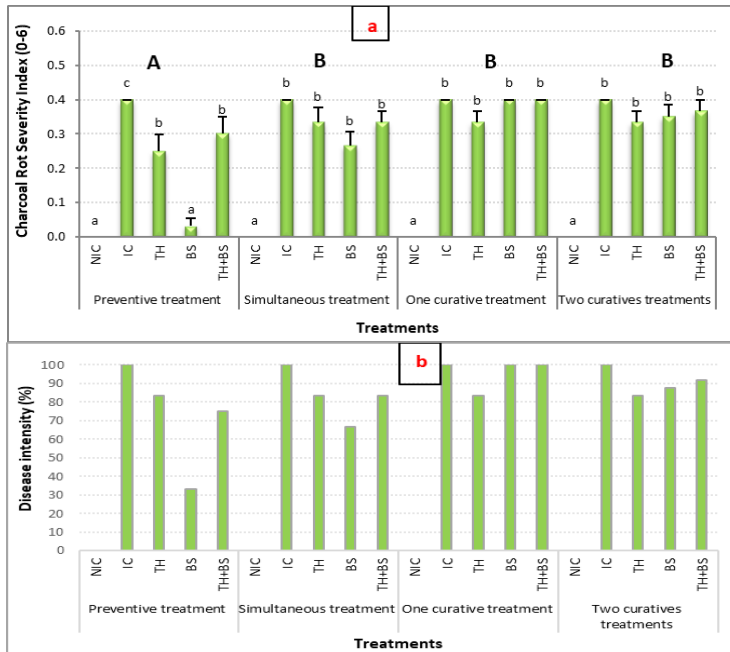 a
Charcoal Rot Severity Index (0-6)
0.6
0.5
0.4
0.3
0.2
0.1
0.0
A B B B
a c b a b
a b b b b
a b b b b
a b b b b
NIC IC TH BS TH+BS NIC IC TH BS TH+BS NIC IC TH BS TH+BS NIC IC TH BS TH+BS
Preventive treatment Simultaneous treatment One curative treatment Two curatives treatments
Treatments
b
Disease intensity (%)
100
90
80
70
60
50
40
30
20
10
0
NIC IC TH BS TH+BS NIC IC TH BS TH+BS NIC IC TH BS TH+BS NIC IC TH BS TH+BS
Preventive treatment Simultaneous treatment One curative treatment Two curatives
treatments
Treatments